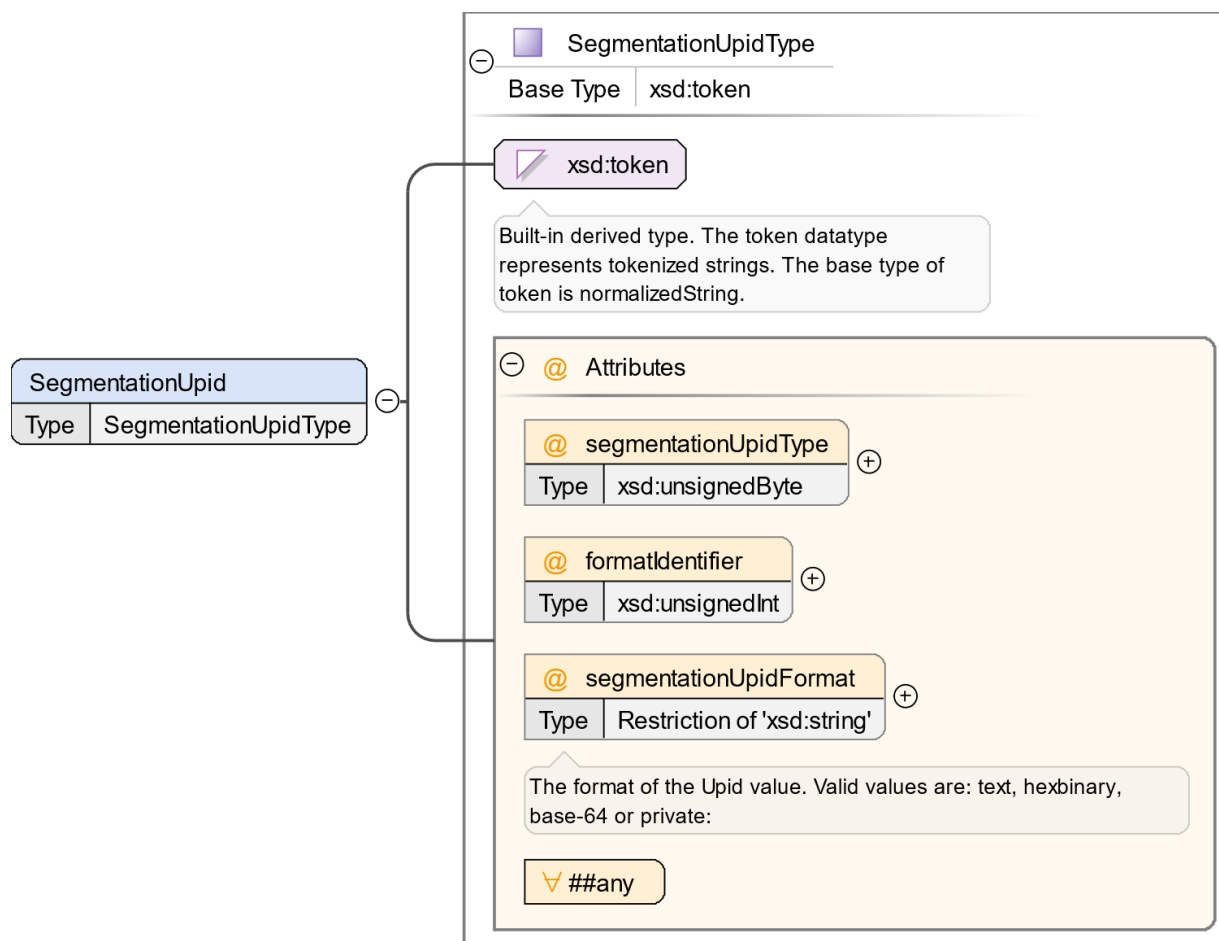 SegmentationUpidType
Base Type xsd:token
xsd:token
Built-in derived type. The token datatype
represents tokenized strings. The base type of
token is normalizedString.
SegmentationUpid
Type SegmentationUpidType
@ Attributes
@ segmentationUpidType
Type xsd:unsignedByte
@ formatIdentifier
Type xsd:unsignedInt
@ segmentationUpidFormat
Type Restriction of 'xsd:string'
The format of the Upid value. Valid values are: text, hexbinary,
base-64 or private:
∀ ##any